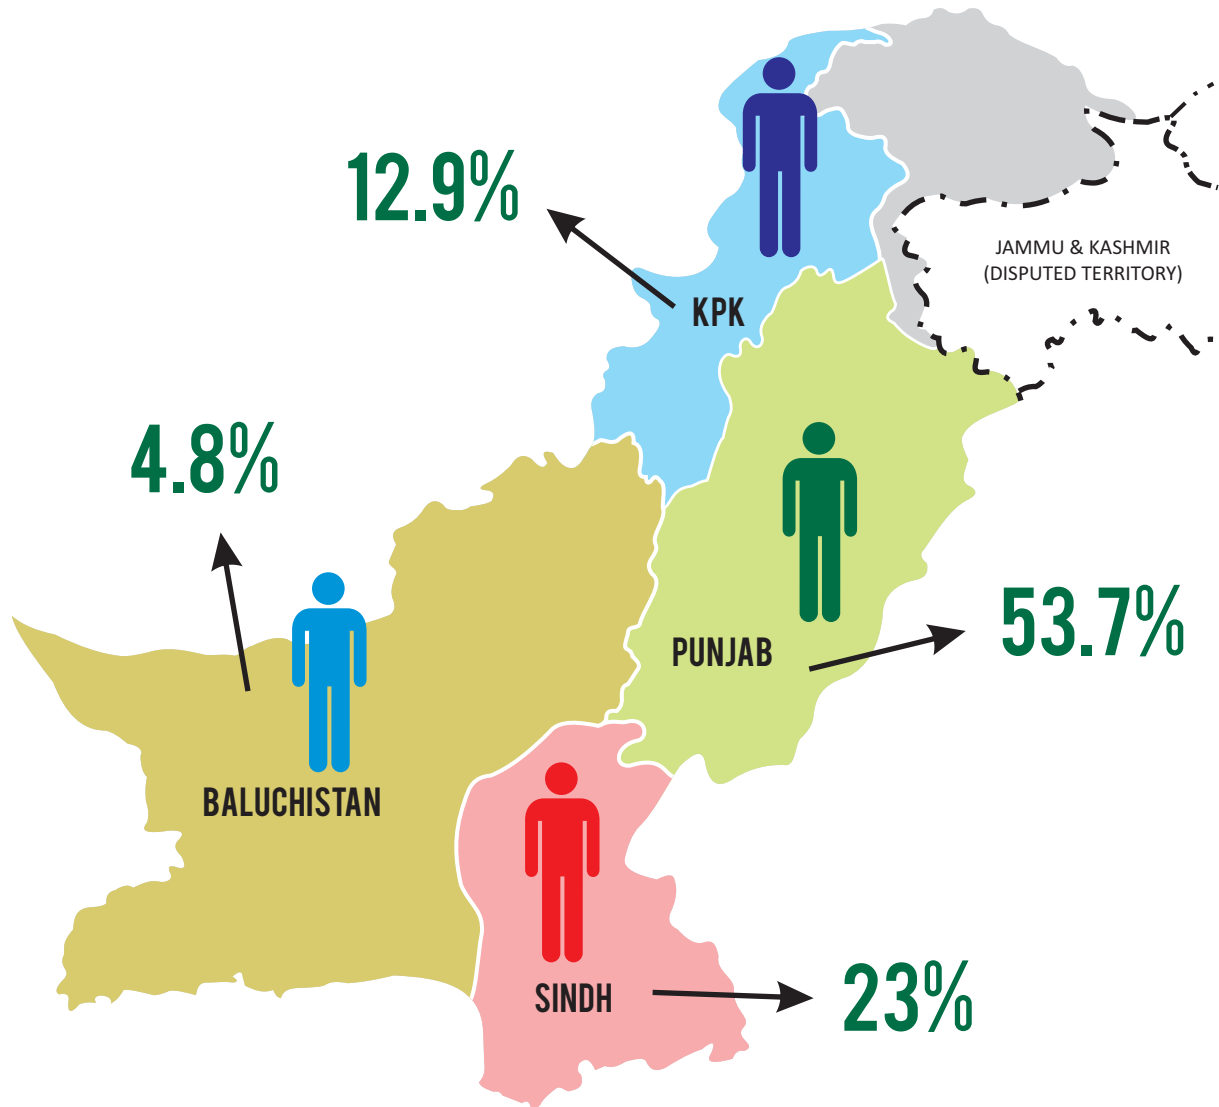 12.9%
JAMMU & KASHMIR
(DISPUTED TERRITORY)
KPK
4.8%
53.7%
PUNJAB
BALUCHISTAN
SINDH
23%